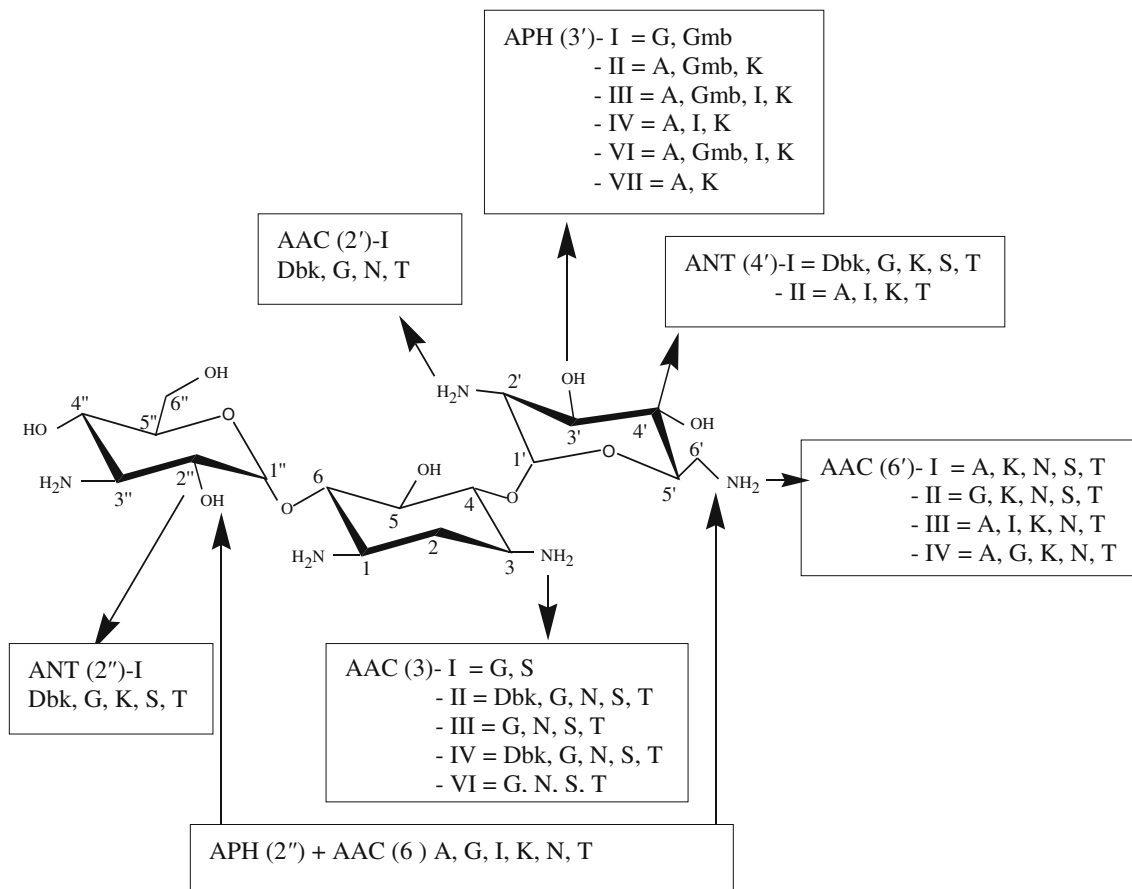 APH (3′)- I = G, Gmb
- II = A, Gmb, K
- III = A, Gmb, I, K
- IV = A, I, K
- VI = A, Gmb, I, K
- VII = A, K
AAC (2′)-I
Dbk, G, N, T
ANT (4′)-I = Dbk, G, K, S, T
- II = A, I, K, T
OH
6"
4"
HO
5"
O
H₂N
3"
2"
OH
1"
O
H₂N
2'
OH
3'
4'
OH
1'
O
5'
6'
NH₂
6
OH
5
4
O
H₂N
1
2
3
NH₂
AAC (6′)- I = A, K, N, S, T
- II = G, K, N, S, T
- III = A, I, K, N, T
- IV = A, G, K, N, T
ANT (2″)-I
Dbk, G, K, S, T
AAC (3)- I = G, S
- II = Dbk, G, N, S, T
- III = G, N, S, T
- IV = Dbk, G, N, S, T
- VI = G, N, S, T
APH (2″) + AAC (6 ) A, G, I, K, N, T